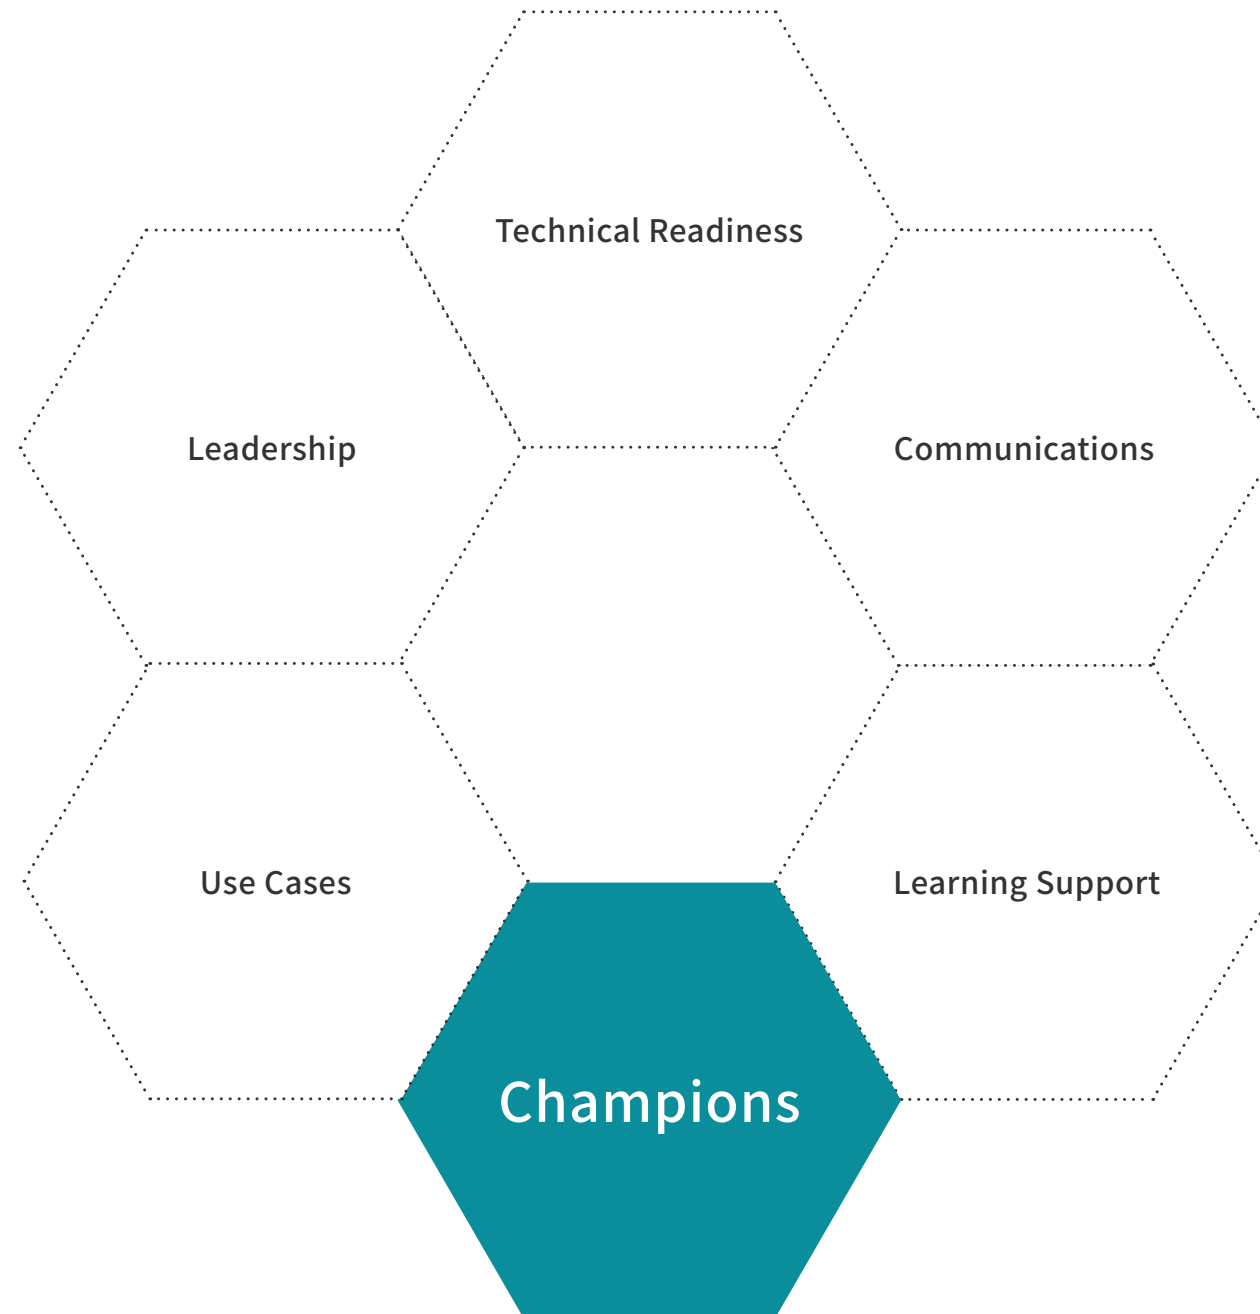 Technical Readiness
Leadership
Communications
Use Cases
Learning Support
Champions